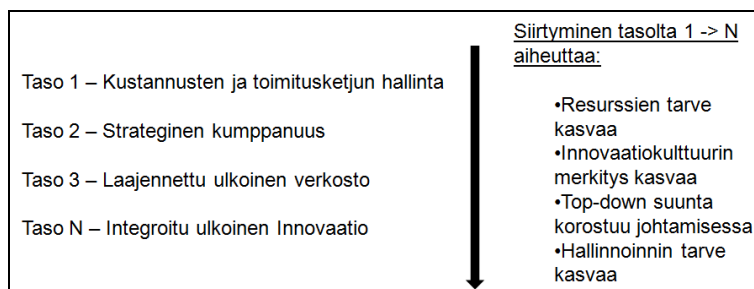 Taso 1 – Kustannusten ja toimitusketjun hallinta
Taso 2 – Strateginen kumppanuus
Taso 3 – Laajennettu ulkoinen verkosto
Taso N – Integroitu ulkoinen Innovaatio
Siirtyminen tasolta 1 -> N
aiheuttaa:
•Resurssien tarve
kasvaa
•Innovaatiokulttuurin
merkitys kasvaa
•Top-down suunta
korostuu johtamisessa
•Hallinnoinnin tarve
kasvaa